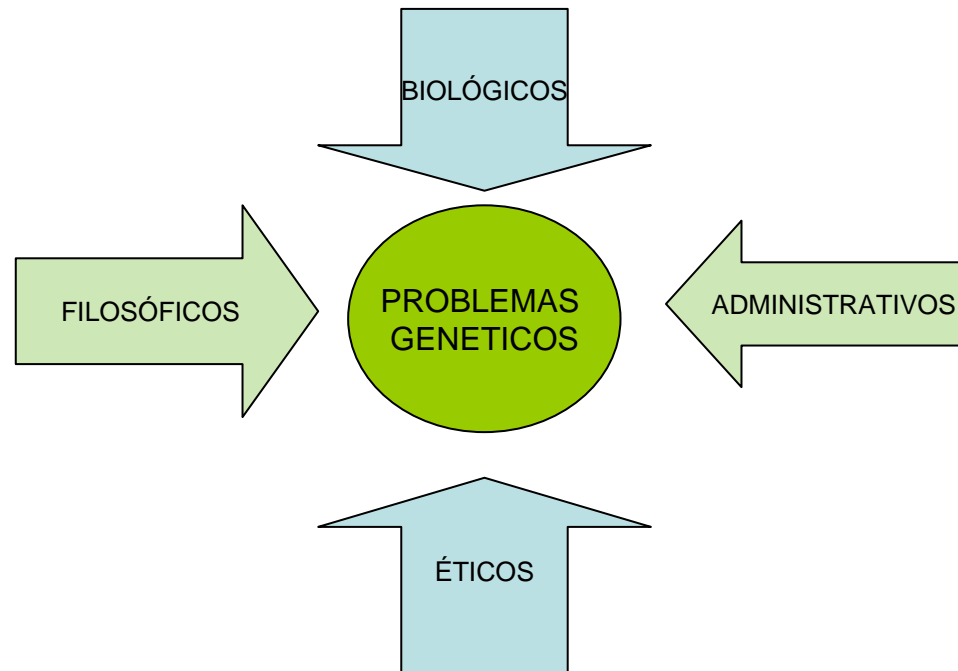 BIOLÓGICOS
FILOSÓFICOS
PROBLEMAS
GENETICOS
ADMINISTRATIVOS
ÉTICOS